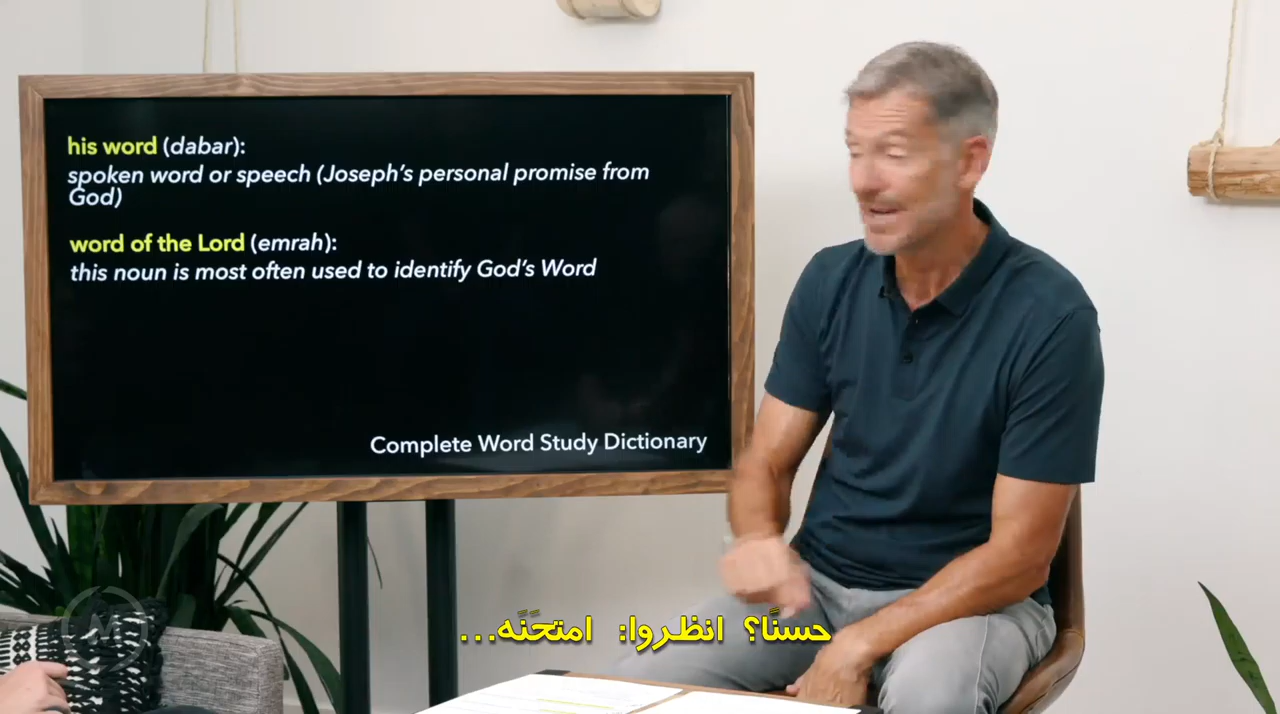 his word (dabar):
spoken word or speech (Joseph's personal promise from
God)
word of the Lord (emrah):
this noun is most often used to identify God's Word
Complete Word Study Dictionary
M
حسنًا؟ انظروا: امتحَنَه...